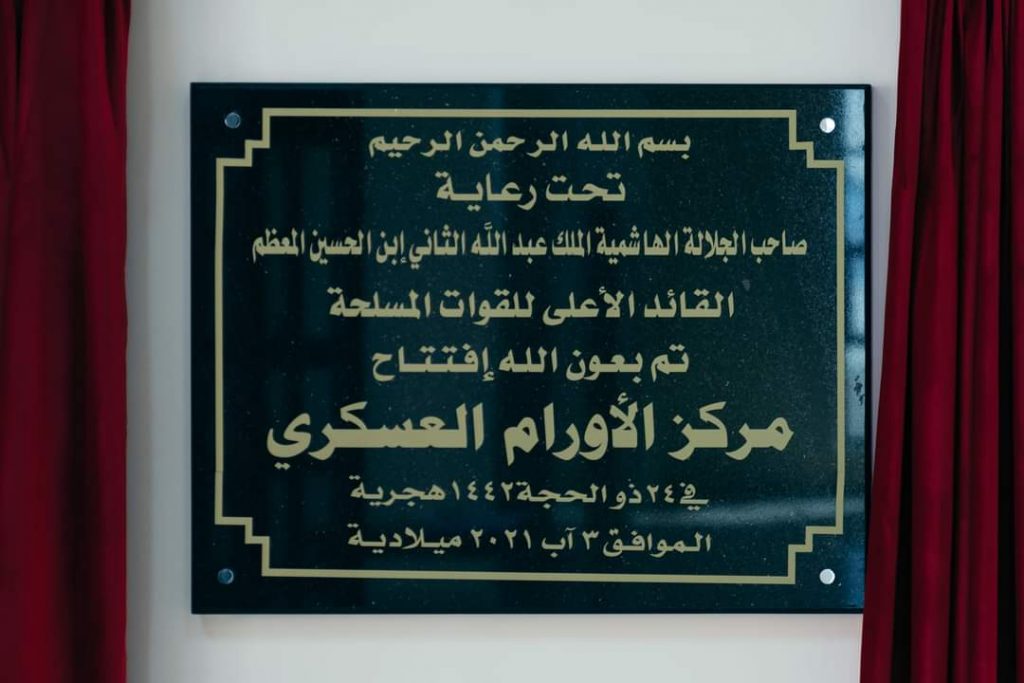 بسم الله الرحمن الرحيم
تحت رعاية
صاحب الجلالة الهاشمية الملك عبد اللَّه الثاني إبن الحسين المعظم
القائد الأعلى للقوات المسلحة
تم بعون الله إفتتاح
مركز الأورام العسكري
في ٢٤ ذو الحجة ١٤٤٢ هجرية
الموافق ٣ آب ٢٠٢١ ميلادية